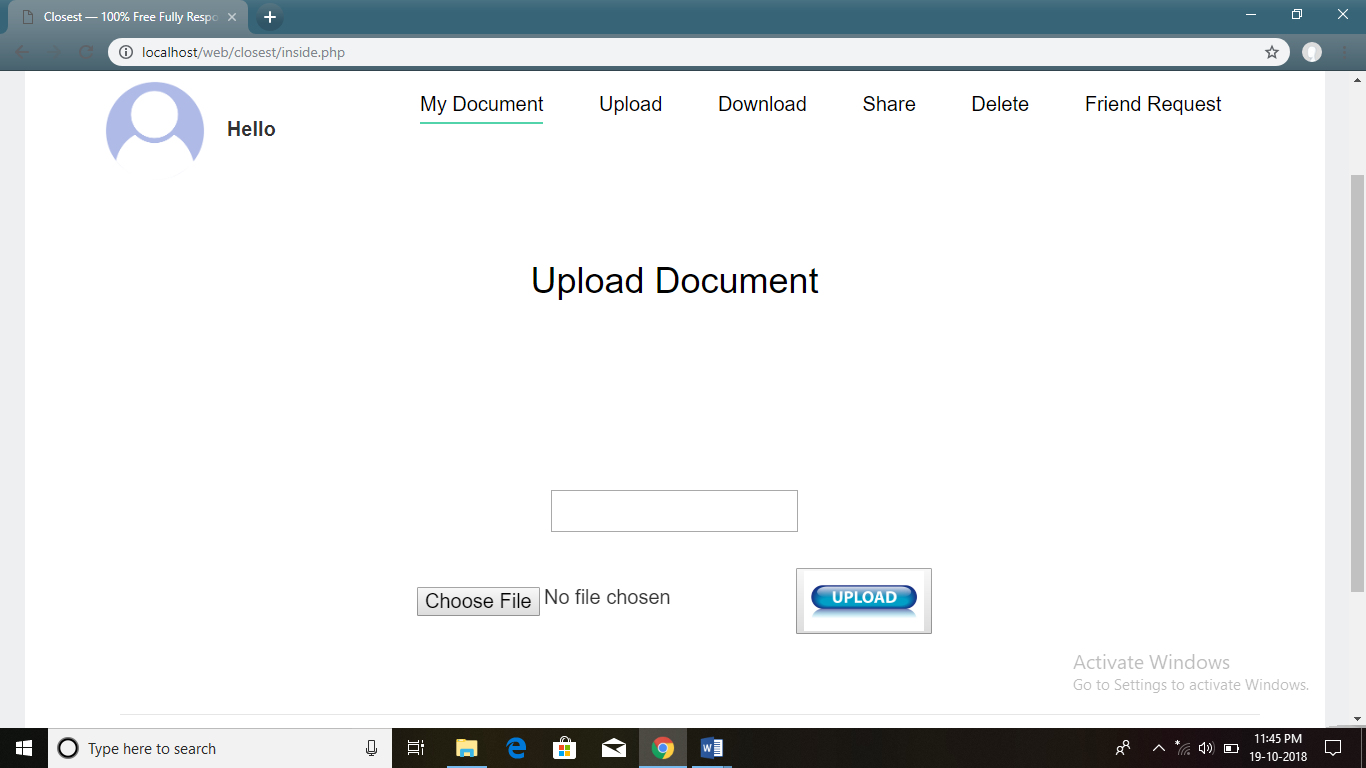 Closest — 100% Free Fully Respo
localhost/web/closest/inside.php
Hello
My Document Upload Download Share Delete Friend Request
Upload Document
Choose File No file chosen
UPLOAD
Activate Windows
Go to Settings to activate Windows.
Type here to search
11:45 PM
19-10-2018